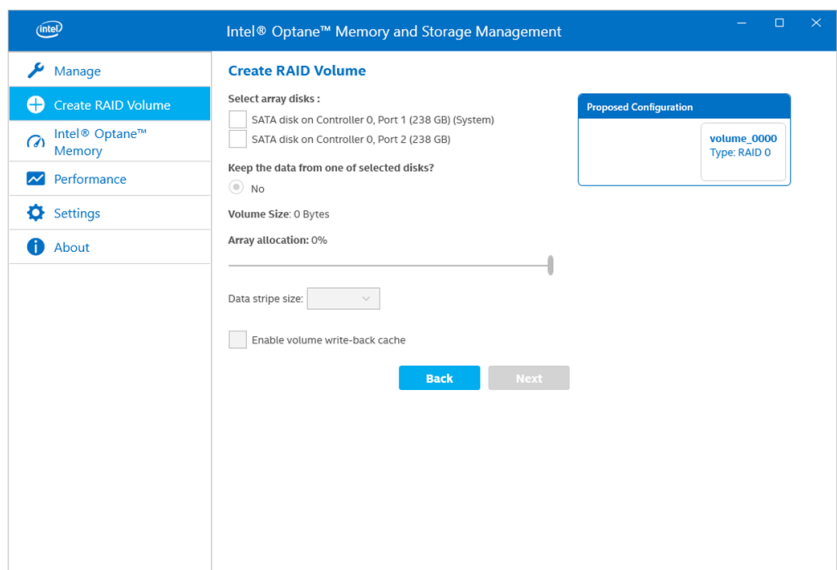 intel
Intel® Optane™ Memory and Storage Management
Manage
Create RAID Volume
Intel® Optane™
Memory
Performance
Settings
About
Create RAID Volume
Select array disks :
SATA disk on Controller 0, Port 1 (238 GB) (System)
SATA disk on Controller 0, Port 2 (238 GB)
Keep the data from one of selected disks?
No
Volume Size: 0 Bytes
Array allocation: 0%
Data stripe size:
Enable volume write-back cache
Back
Next
Proposed Configuration
volume_0000
Type: RAID 0